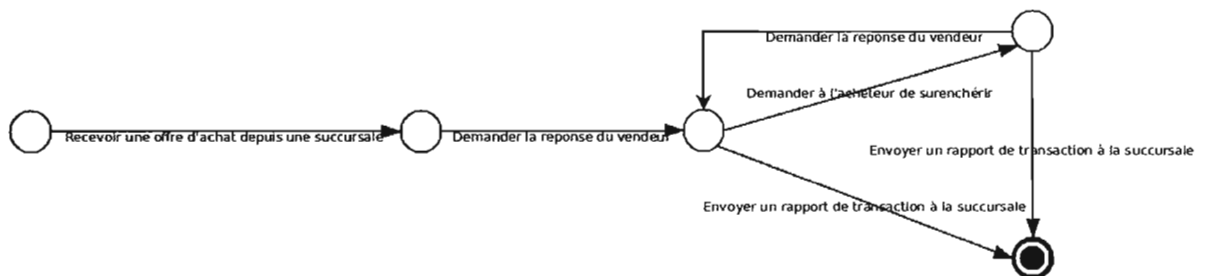 Demander la reponse du vendeur
Demander à l'acheteur de surenchérir
Recevoir une offre d'achat depuis une succursale
Demander la reponse du vendeur
Envoyer un rapport de transaction à la succursale
Envoyer un rapport de transaction à la succursale